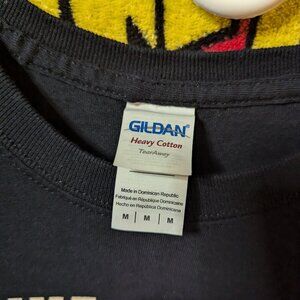 GILDAN®
Heavy Cotton
TearAway
Made in Dominican Republic
Fabriqué en République Dominicaine
Hecho en República Dominicana
M | M | M